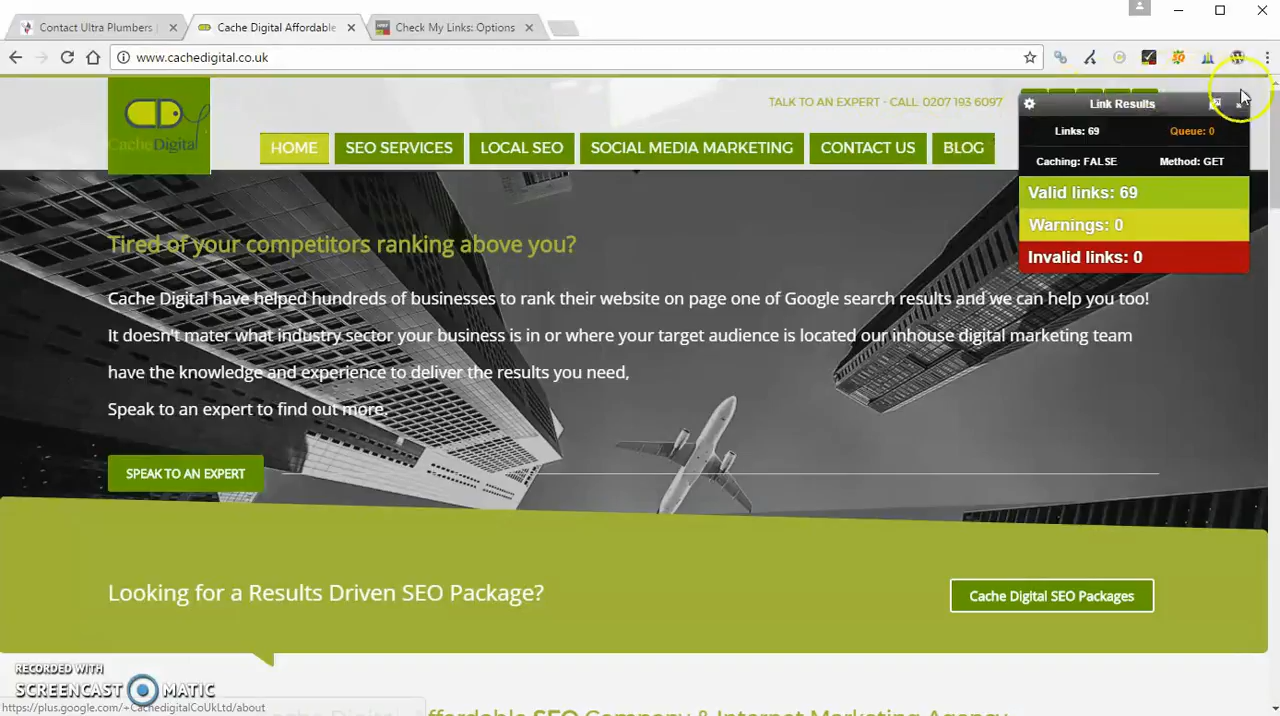 Contact Ultra Plumbers
Cache Digital Affordable
Check My Links: Options
www.cachedigital.co.uk
CacheDigital
TALK TO AN EXPERT - CALL: 0207 193 6097
HOME
SEO SERVICES
LOCAL SEO
SOCIAL MEDIA MARKETING
CONTACT US
BLOG
Link Results
Links: 69
Queue: 0
Caching: FALSE
Method: GET
Valid links: 69
Warnings: 0
Invalid links: 0
Tired of your competitors ranking above you?
Cache Digital have helped hundreds of businesses to rank their website on page one of Google search results and we can help you too!
It doesn't mater what industry sector your business is in or where your target audience is located our inhouse digital marketing team
have the knowledge and experience to deliver the results you need,
Speak to an expert to find out more.
SPEAK TO AN EXPERT
Looking for a Results Driven SEO Package?
Cache Digital SEO Packages
RECORDED WITH
SCREENCAST MATIC
https://plus.google.com/+CachedigitalCoUkLtd/about
Cache Digital, Affordable SEO Company & Internet Marketing Agency